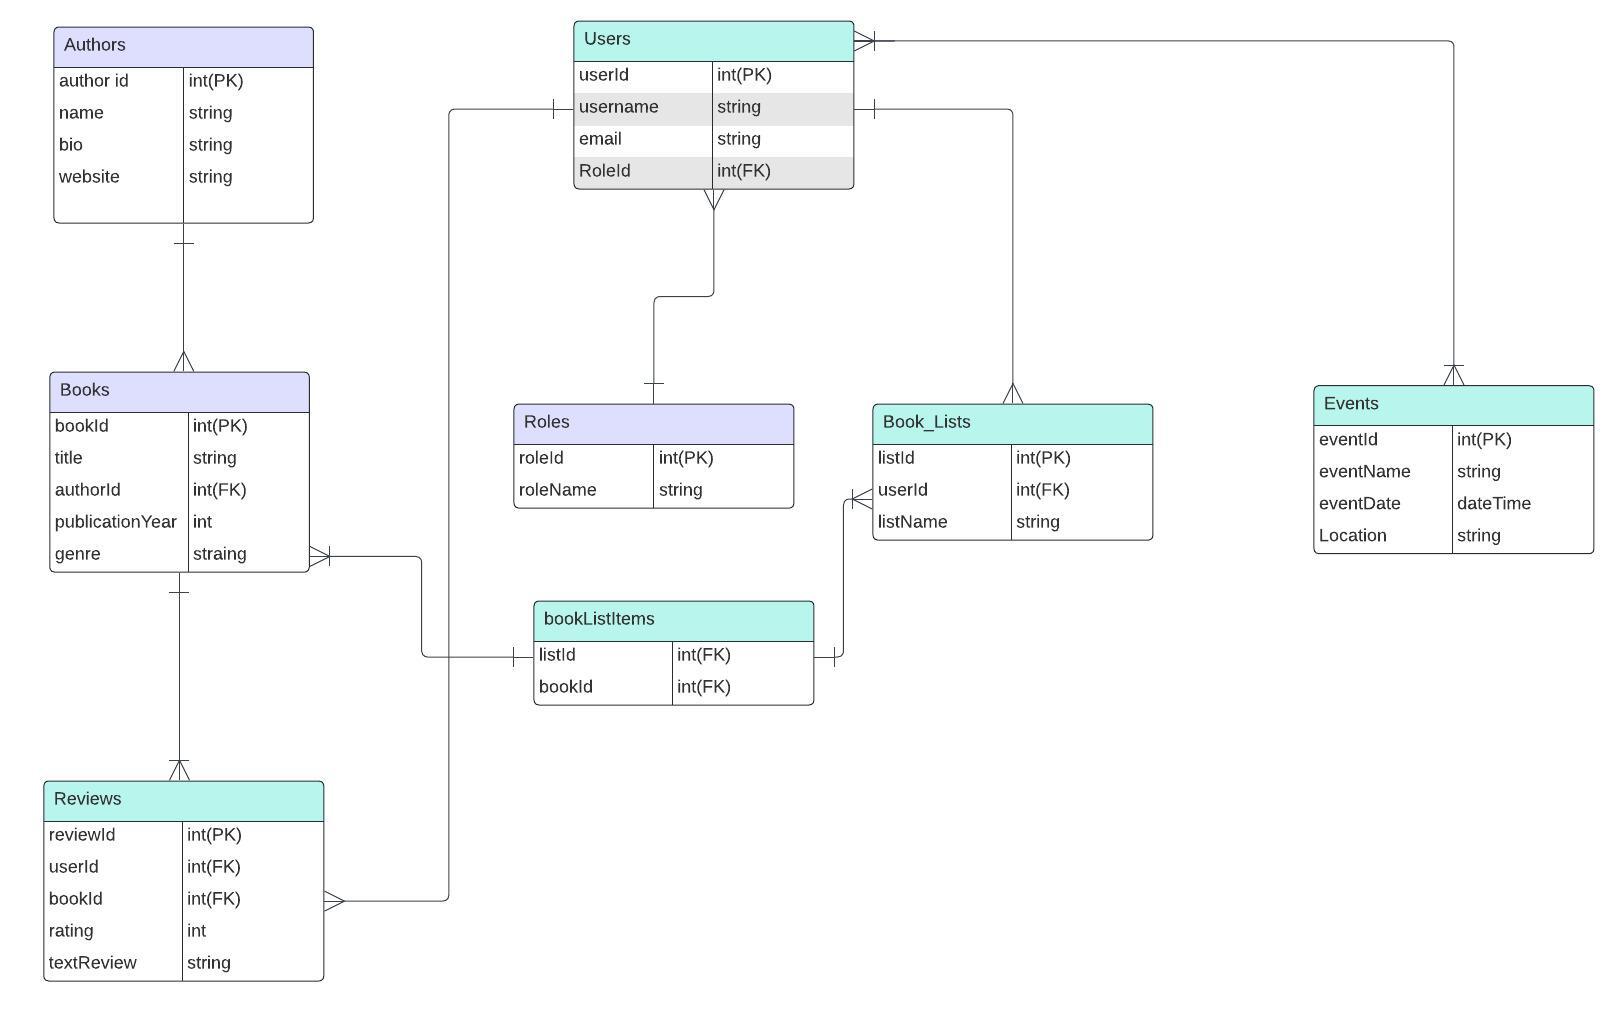 Authors
author id int(PK)
name string
bio string
website string
Users
userId int(PK)
username string
email string
RoleId int(FK)
Books
bookId int(PK)
title string
authorId int(FK)
publicationYear int
genre straing
Roles
roleId int(PK)
roleName string
Book_Lists
listId int(PK)
userId int(FK)
listName string
Events
eventId int(PK)
eventName string
eventDate dateTime
Location string
bookListItems
listId int(FK)
bookId int(FK)
Reviews
reviewId int(PK)
userId int(FK)
bookId int(FK)
rating int
textReview string